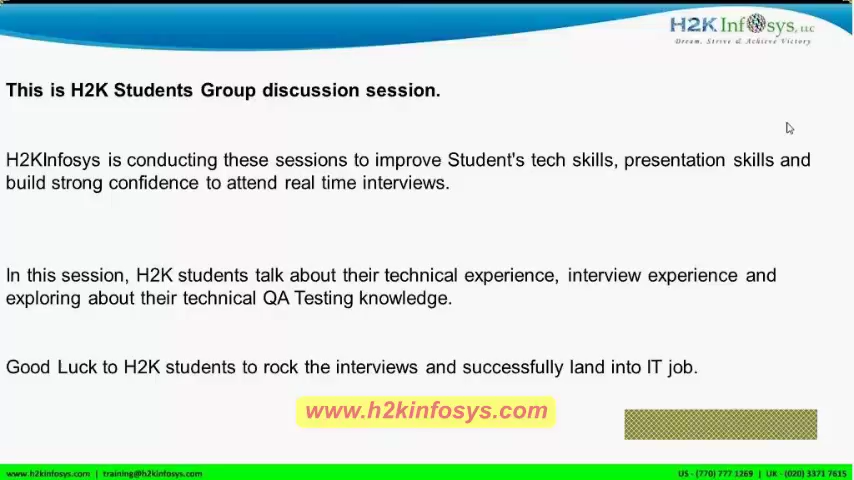 H2K Infosys, LLC
Dream, Strive & Achieve Victory
This is H2K Students Group discussion session.
H2KInfosys is conducting these sessions to improve Student's tech skills, presentation skills and
build strong confidence to attend real time interviews.
In this session, H2K students talk about their technical experience, interview experience and
exploring about their technical QA Testing knowledge.
Good Luck to H2K students to rock the interviews and successfully land into IT job.
www.h2kinfosys.com
www.h2kinfosys.com | training@h2kinfosys.com
US - (770) 777 1269 | UK - (020) 3371 7615